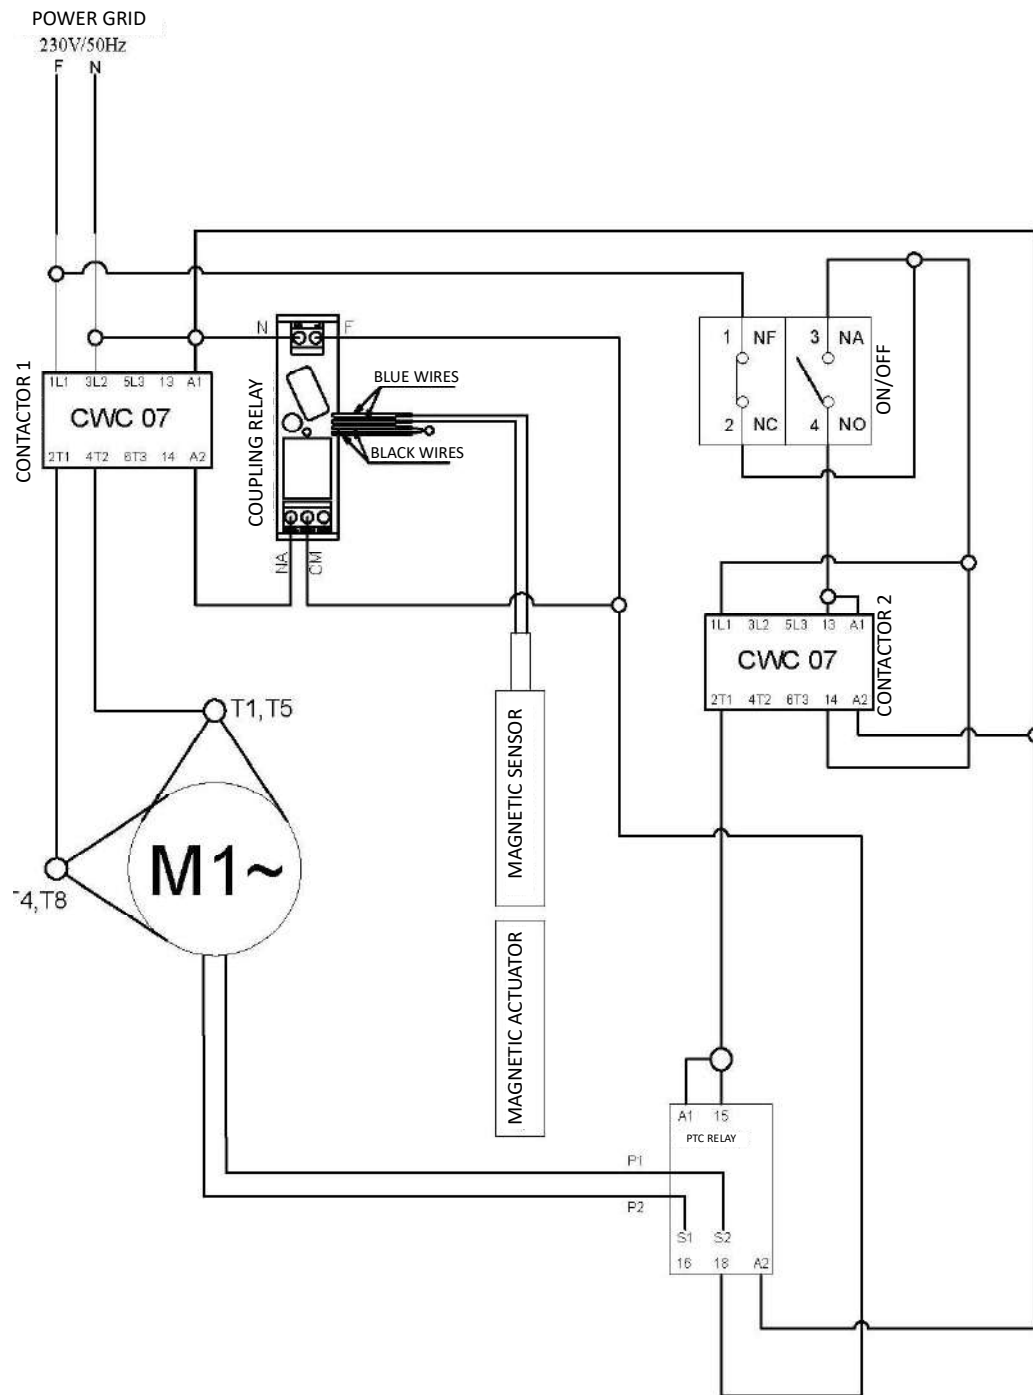 POWER GRID
230V/50Hz
F N
N F
1 NF 3 NA
2 NC 4 NO
ON/OFF
CONTACTOR 1
1L1 3L2 5L3 13 A1
CWC 07
2T1 4T2 6T3 14 A2
COUPLING RELAY
BLUE WIRES
BLACK WIRES
NA CM
1L1 3L2 5L3 13 A1
CWC 07
2T1 4T2 6T3 14 A2
CONTACTOR 2
T1,T5
M1~
4,T8
MAGNETIC SENSOR
MAGNETIC ACTUATOR
A1 15
PTC RELAY
P1
P2
S1 S2
16 18 A2